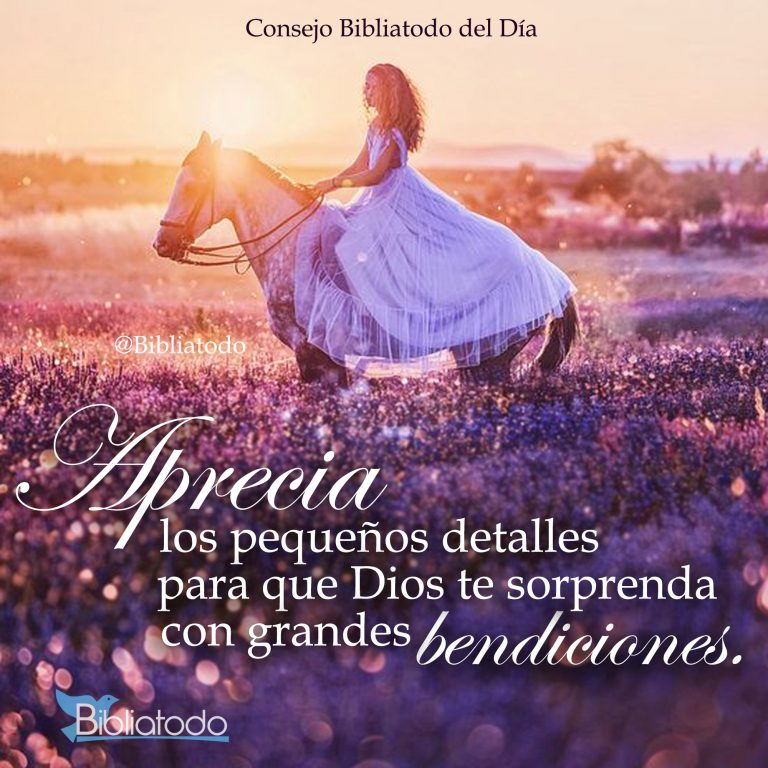 Consejo Bibliatodo del Día
@Bibliatodo
Aprecia
los pequeños detalles
para que Dios te sorprenda
con grandes bendiciones.
Bibliatodo